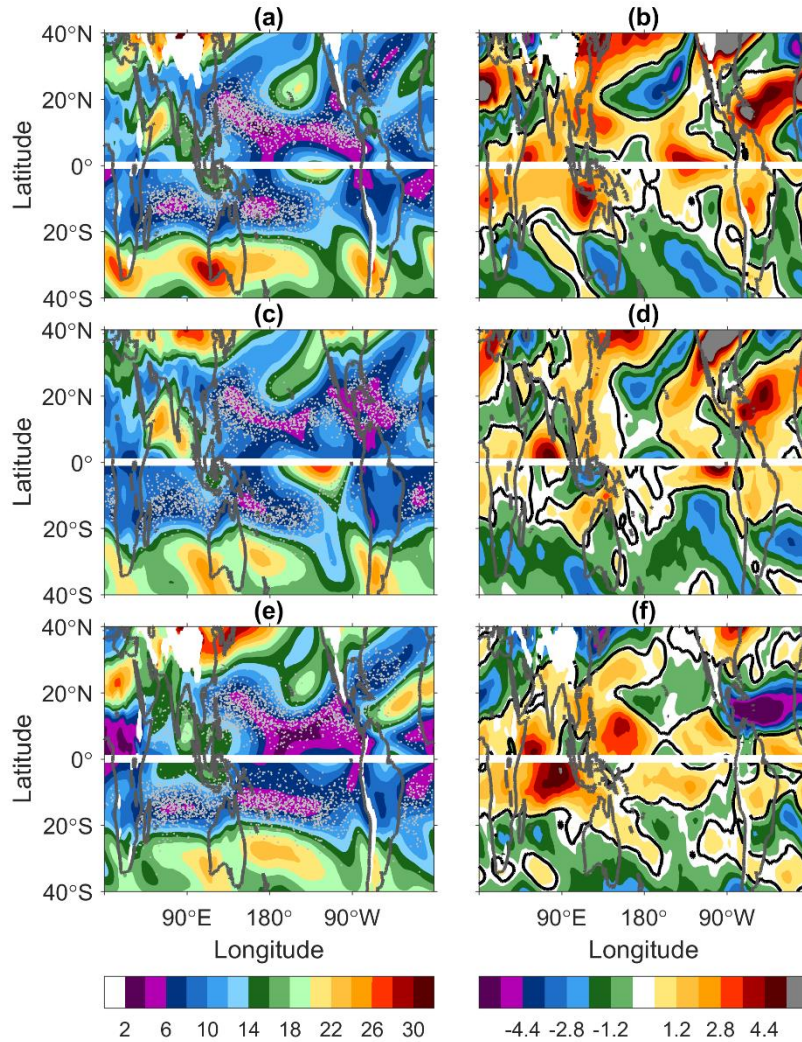 (a) (b)
40°N
20°N
0°
20°S
40°S
Latitude
(c) (d)
40°N
20°N
0°
20°S
40°S
Latitude
(e) (f)
40°N
20°N
0°
20°S
40°S
Latitude
90°E 180° 90°W 90°E 180° 90°W
Longitude Longitude
2 6 10 14 18 22 26 30 -4.4 -2.8 -1.2 1.2 2.8 4.4